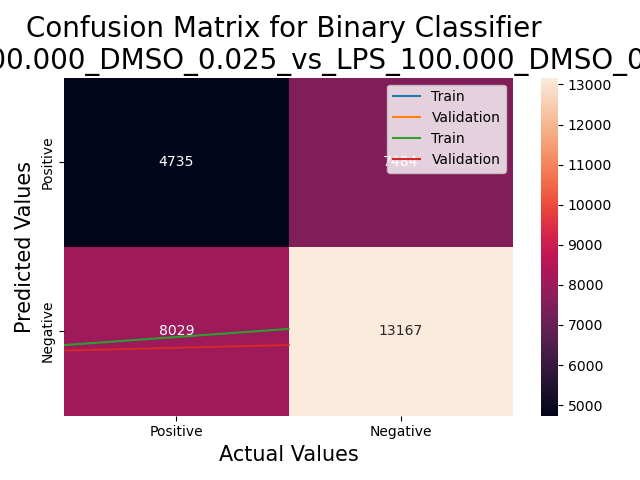 Confusion Matrix for Binary Classifier
00.000_DMSO_0.025_vs_LPS_100.000_DMSO_0
Train
Validation
Train
Validation
Predicted Values
Positive
Negative
4735
8029
13167
Positive
Negative
Actual Values
13000
12000
11000
10000
9000
8000
7000
6000
5000